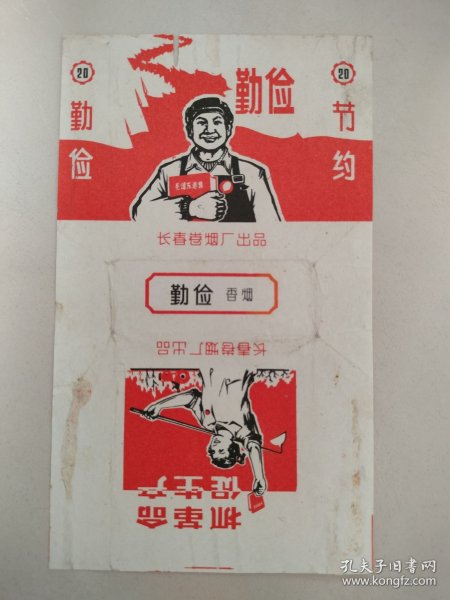 20
勤俭
勤俭
20
节约
毛泽东选集
长春卷烟厂出品
勤俭 香烟
长春卷烟厂出品
抓革命
促生产
孔夫子旧书网
www.kongfz.com